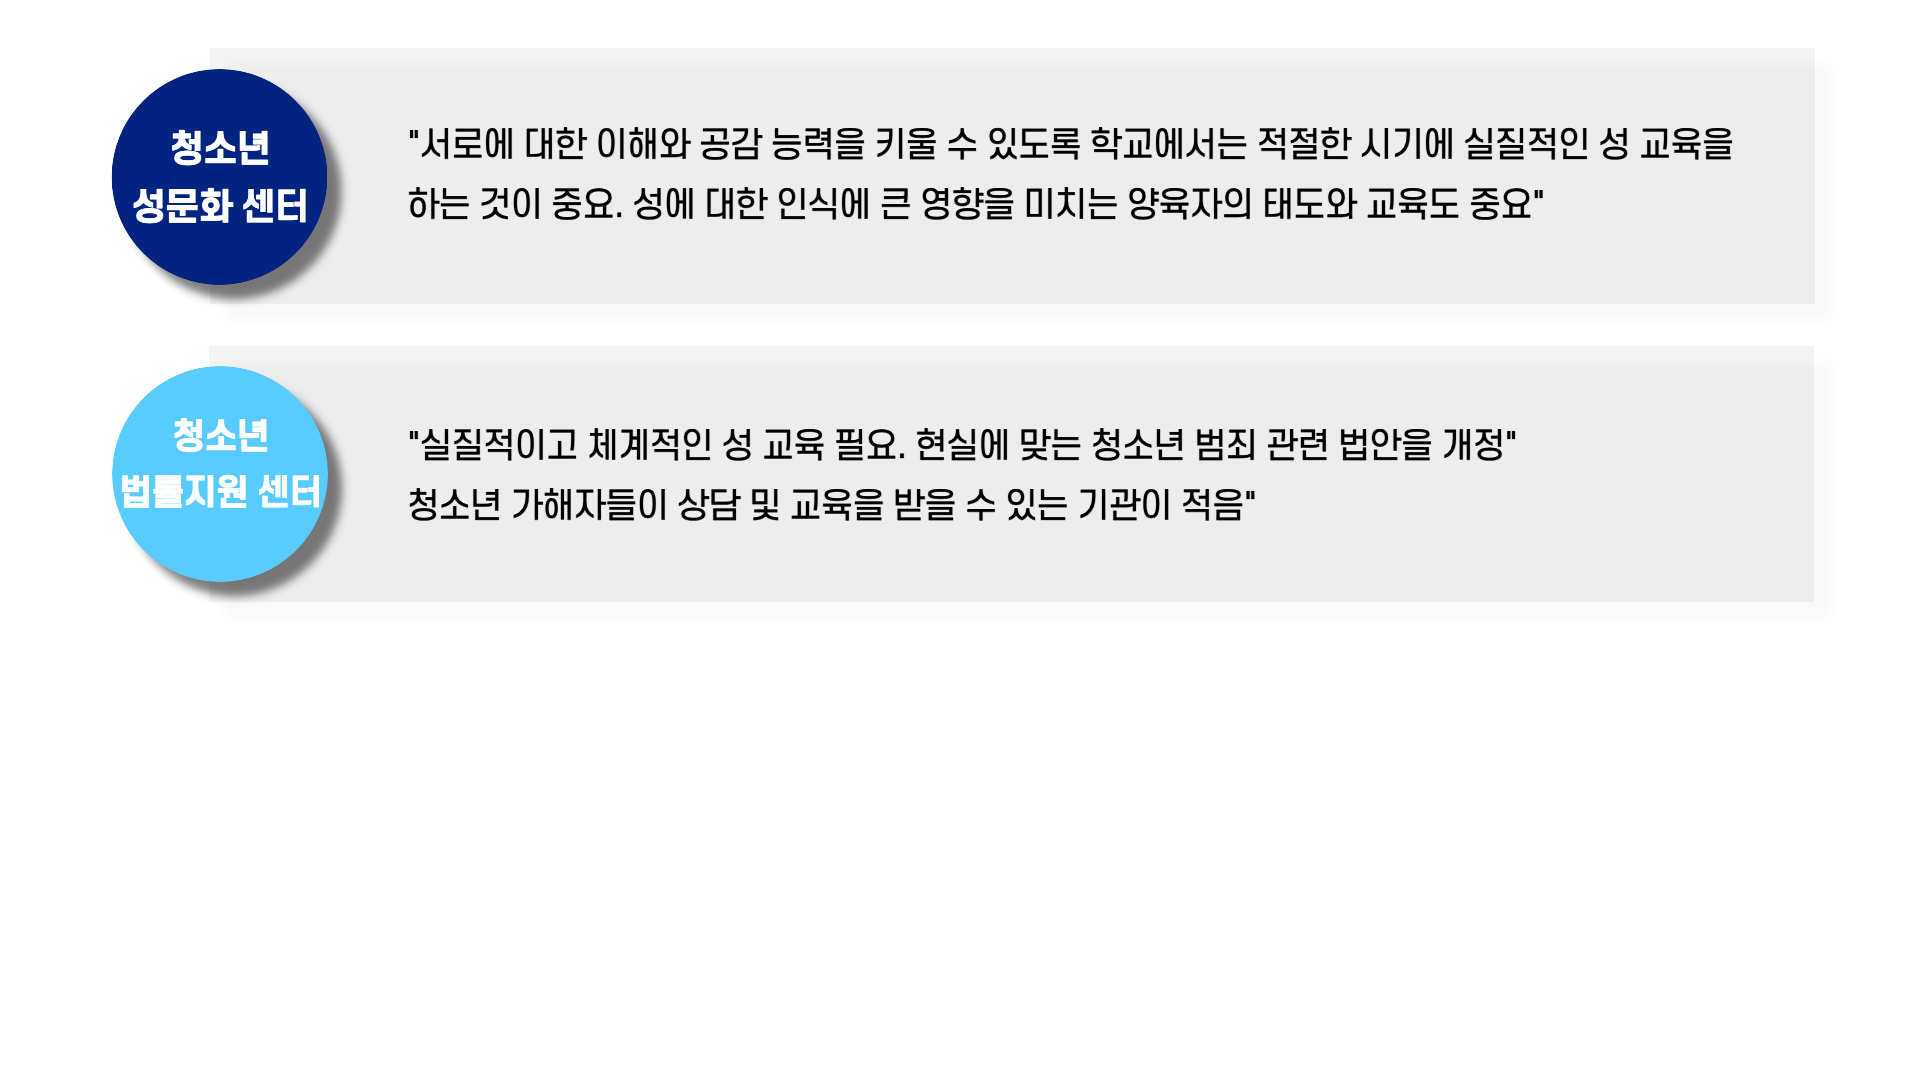 청소년
성문화 센터
"서로에 대한 이해와 공감 능력을 키울 수 있도록 학교에서는 적절한 시기에 실질적인 성 교육을
하는 것이 중요. 성에 대한 인식에 큰 영향을 미치는 양육자의 태도와 교육도 중요"
청소년
법률지원 센터
"실질적이고 체계적인 성 교육 필요. 현실에 맞는 청소년 범죄 관련 법안을 개정"
청소년 가해자들이 상담 및 교육을 받을 수 있는 기관이 적음"